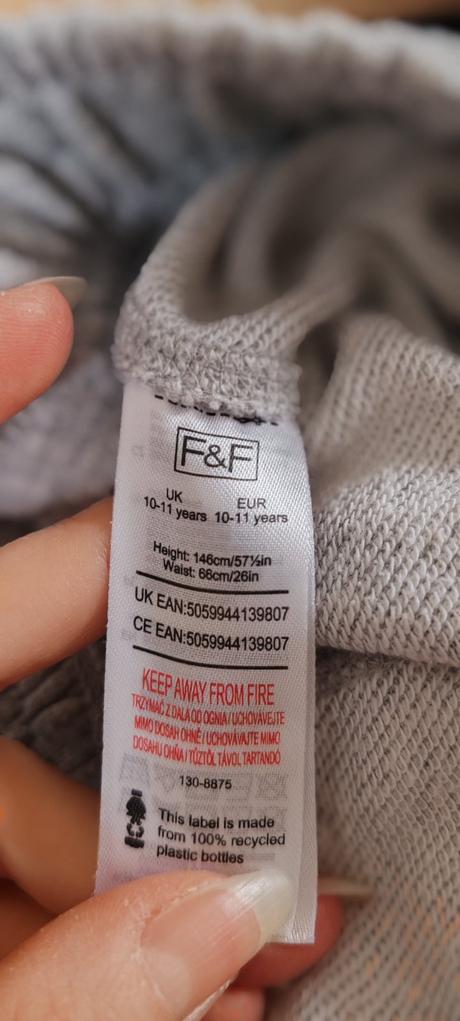 F&F
UK EUR
10-11 years 10-11 years
Height: 146cm/57½in
Waist: 66cm/26in
UK EAN:5059944139807
CE EAN:5059944139807
KEEP AWAY FROM FIRE
TRZYMAĆ Z DALA OD OGNIA / UCHOVÁVEJTE
MIMO DOSAH OHNĚ / UCHOVÁVAJTE MIMO
DOSAHU OHŇA / TŰZTŐL TÁVOL TARTANDÓ
130-8875
This label is made
from 100% recycled
plastic bottles